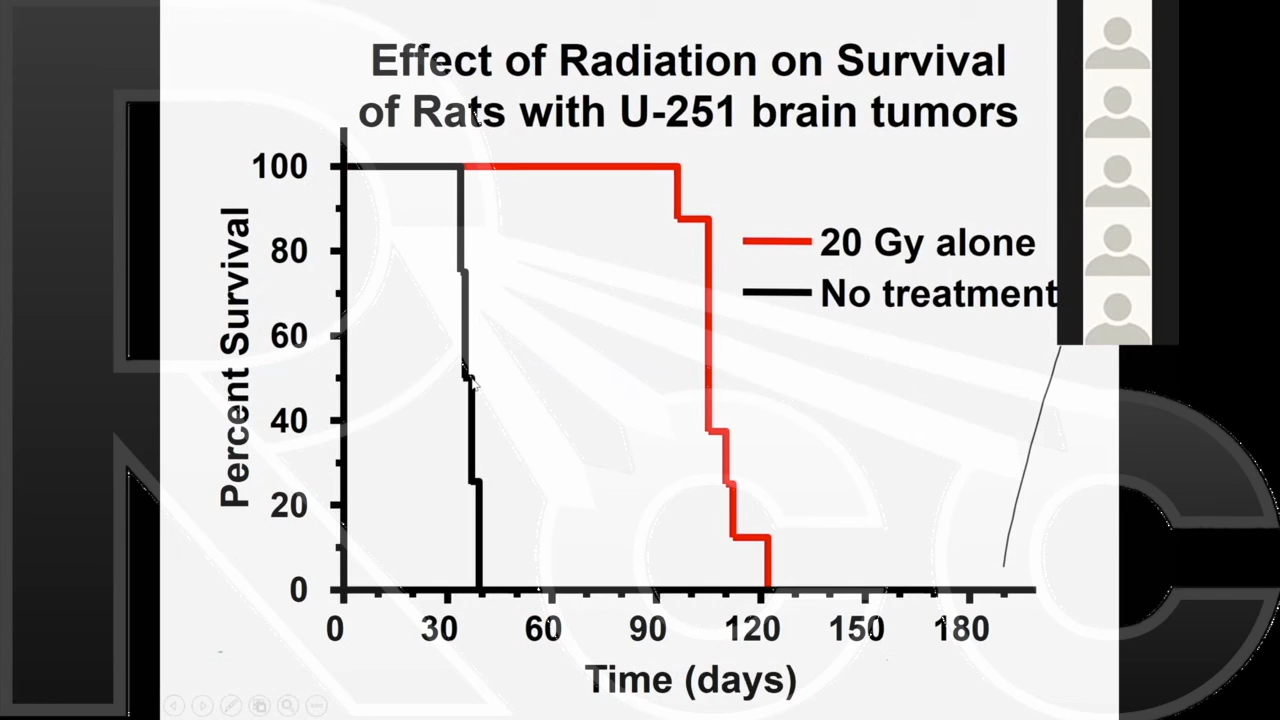 Effect of Radiation on Survival
of Rats with U-251 brain tumors
100
80
60
40
20
0
Percent Survival
20 Gy alone
No treatment
0 30 60 90 120 150 180
Time (days)
RCC